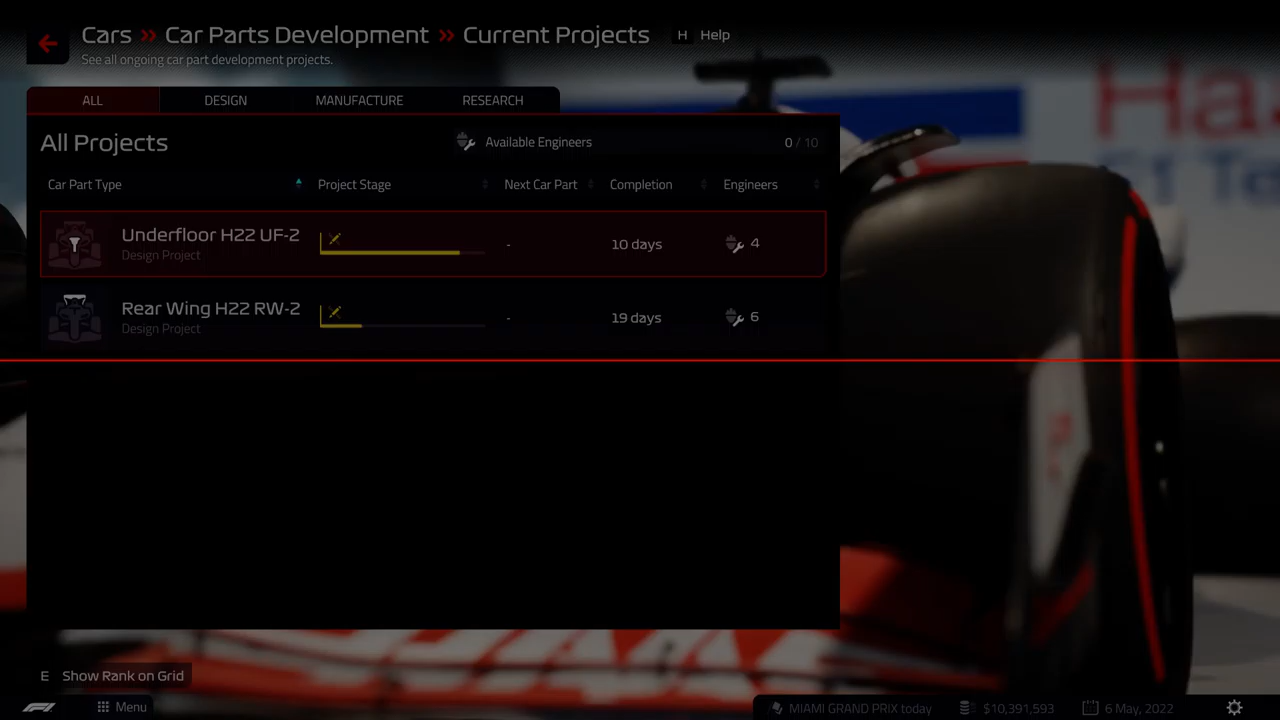 Cars » Car Parts Development » Current Projects H Help
See all ongoing car part development projects.
ALL DESIGN MANUFACTURE RESEARCH
All Projects Available Engineers 0 / 10
Car Part Type Project Stage Next Car Part Completion Engineers
Underfloor H22 UF-2 - 10 days 4
Design Project
Rear Wing H22 RW-2 - 19 days 6
Design Project
E Show Rank on Grid
Menu MIAMI GRAND PRIX today $10,391,593 6 May, 2022